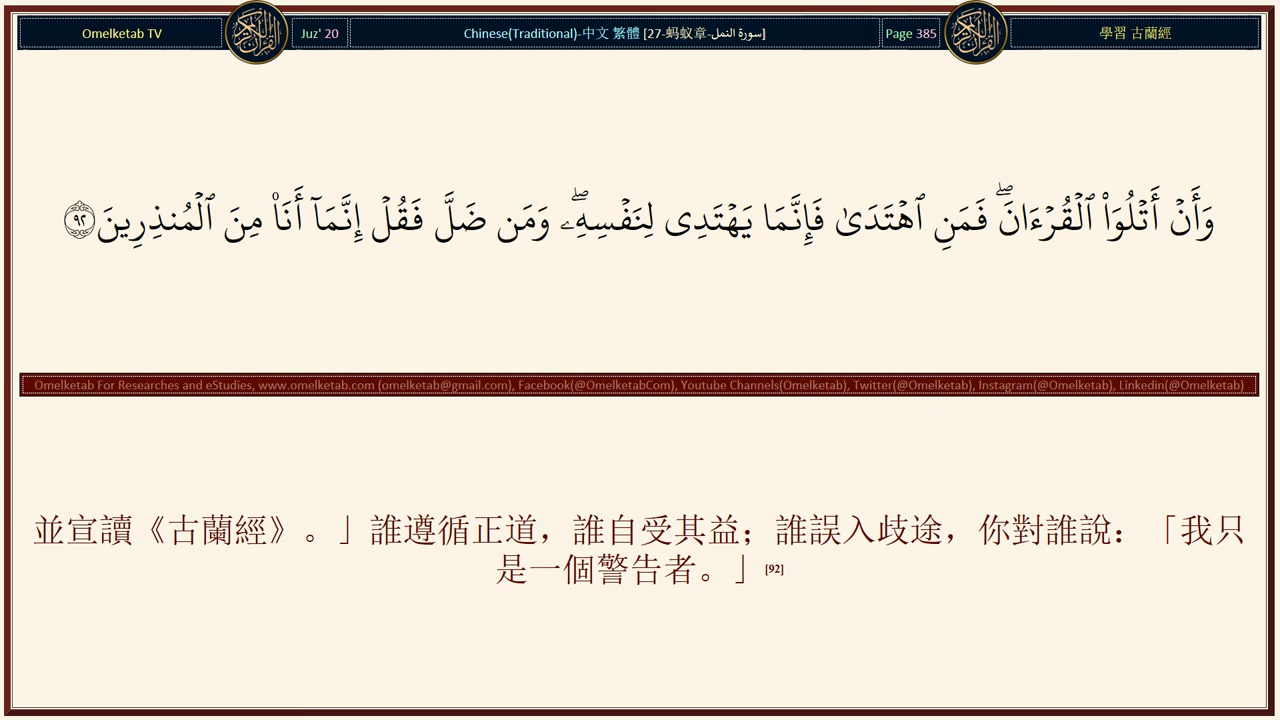 Omelketab TV
Juz' 20
Chinese(Traditional)-中文 繁體 [27-蚂蚁章-سورة النمل]
Page 385
學習 古蘭經
وَأَنۡ أَتۡلُوَاْ ٱلۡقُرۡءَانَۖ فَمَنِ ٱهۡتَدَىٰ فَإِنَّمَا يَهۡتَدِى لِنَفۡسِهِۦۖ وَمَن ضَلَّ فَقُلۡ إِنَّمَآ أَنَا۠ مِنَ ٱلۡمُنذِرِينَ ٩٢
Omelketab For Researches and eStudies, www.omelketab.com (omelketab@gmail.com), Facebook(@OmelketabCom), Youtube Channels(Omelketab), Twitter(@Omelketab), Instagram(@Omelketab), Linkedin(@Omelketab)
並宣讀《古蘭經》。」誰遵循正道，誰自受其益；誰誤入歧途，你對誰說：「我只
是一個警告者。」[92]